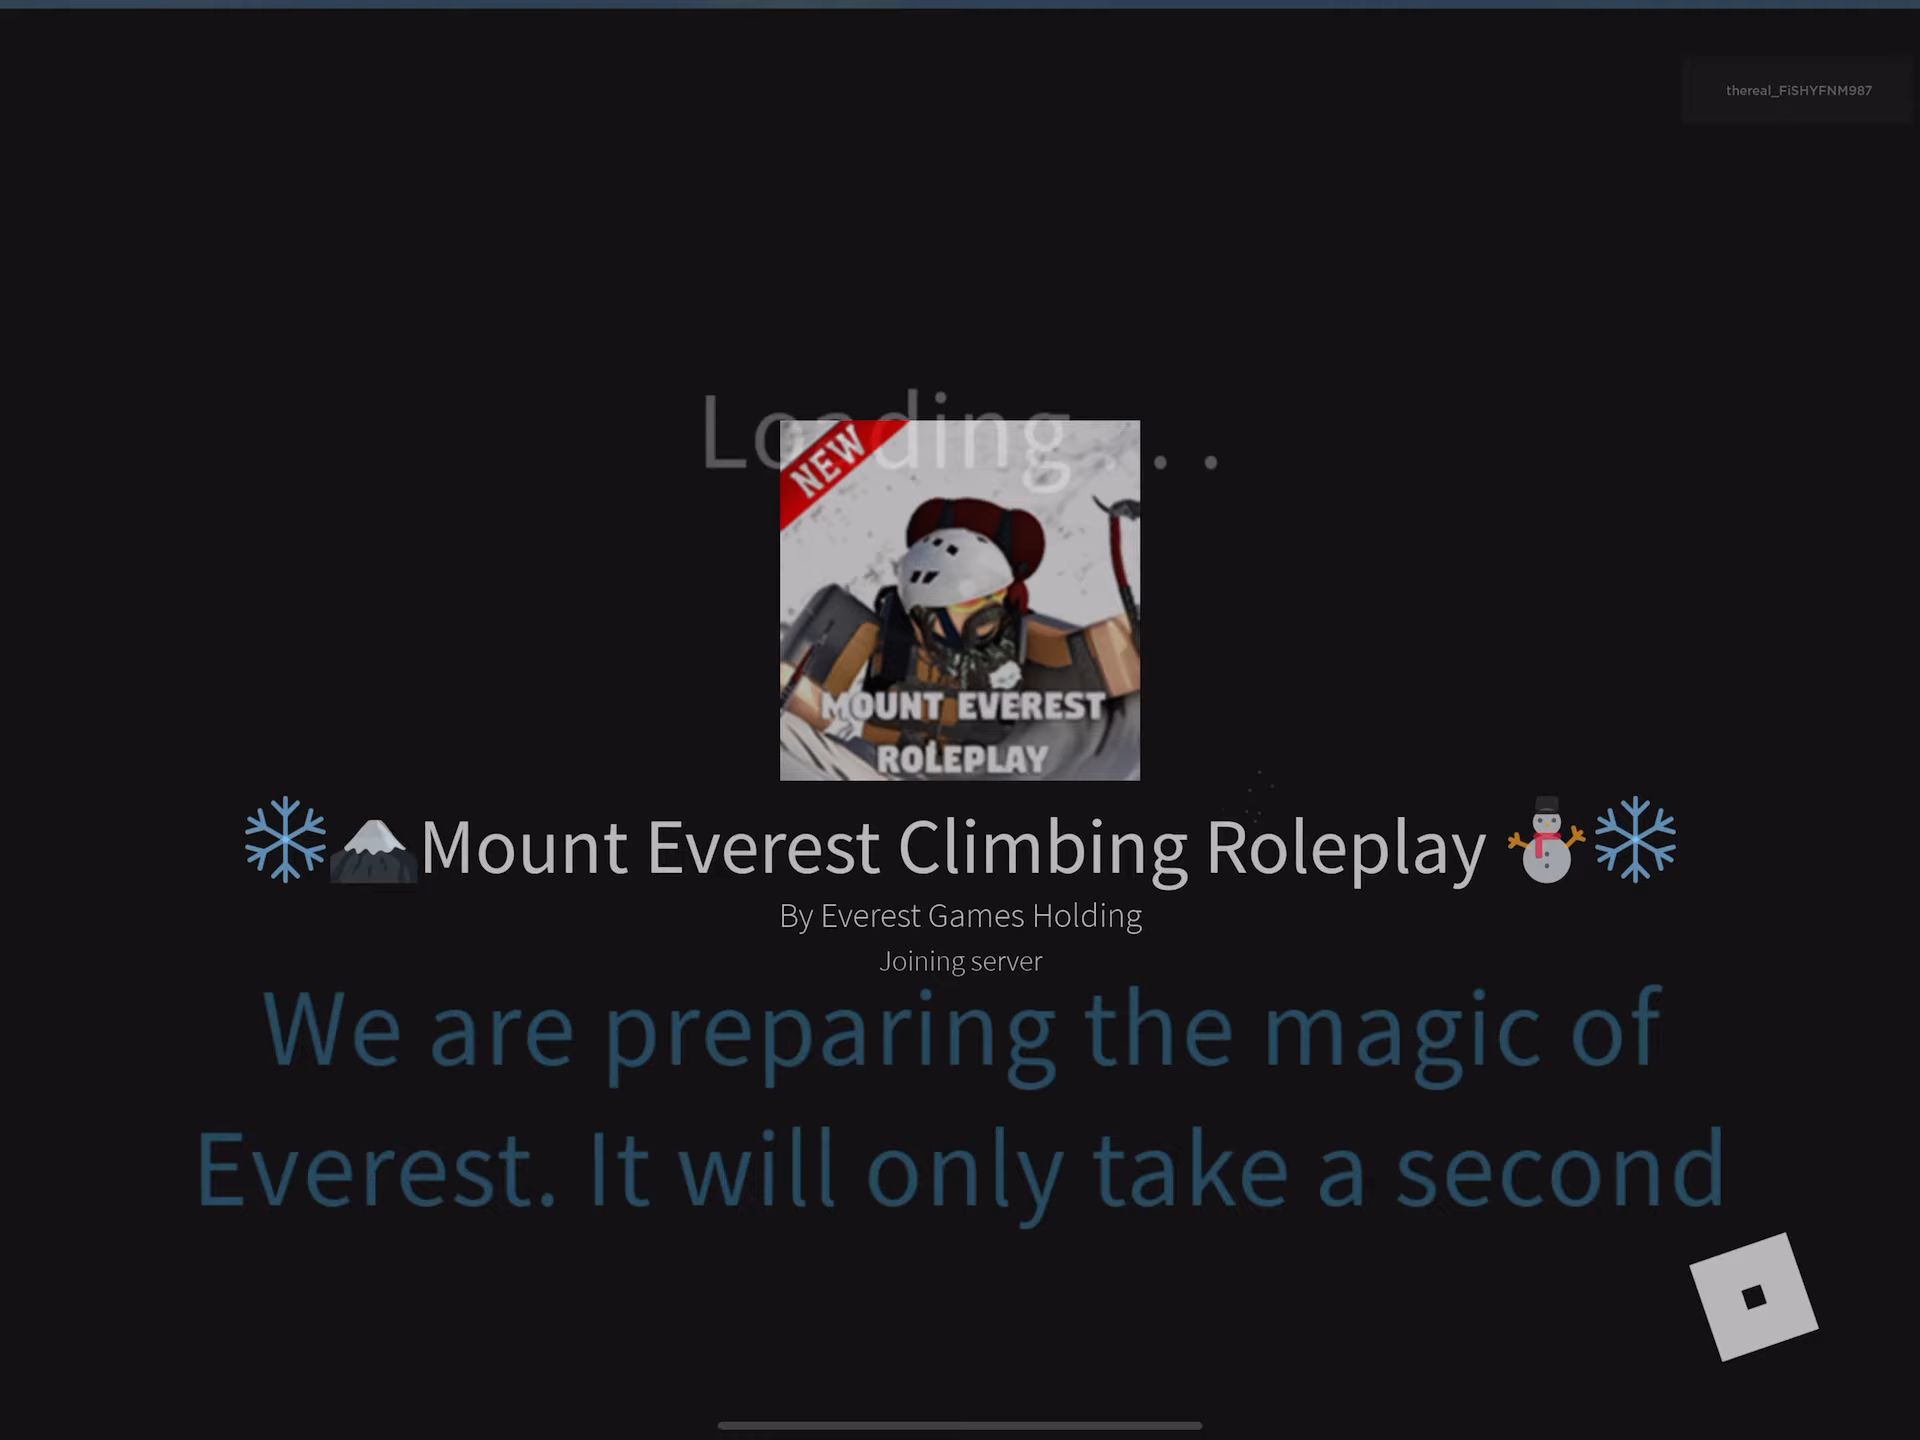 thereal_FiSHYFNM987
Loading . . .
NEW
MOUNT EVEREST
ROLEPLAY
❄️🏔️Mount Everest Climbing Roleplay ⛄❄️
By Everest Games Holding
Joining server
We are preparing the magic of
Everest. It will only take a second